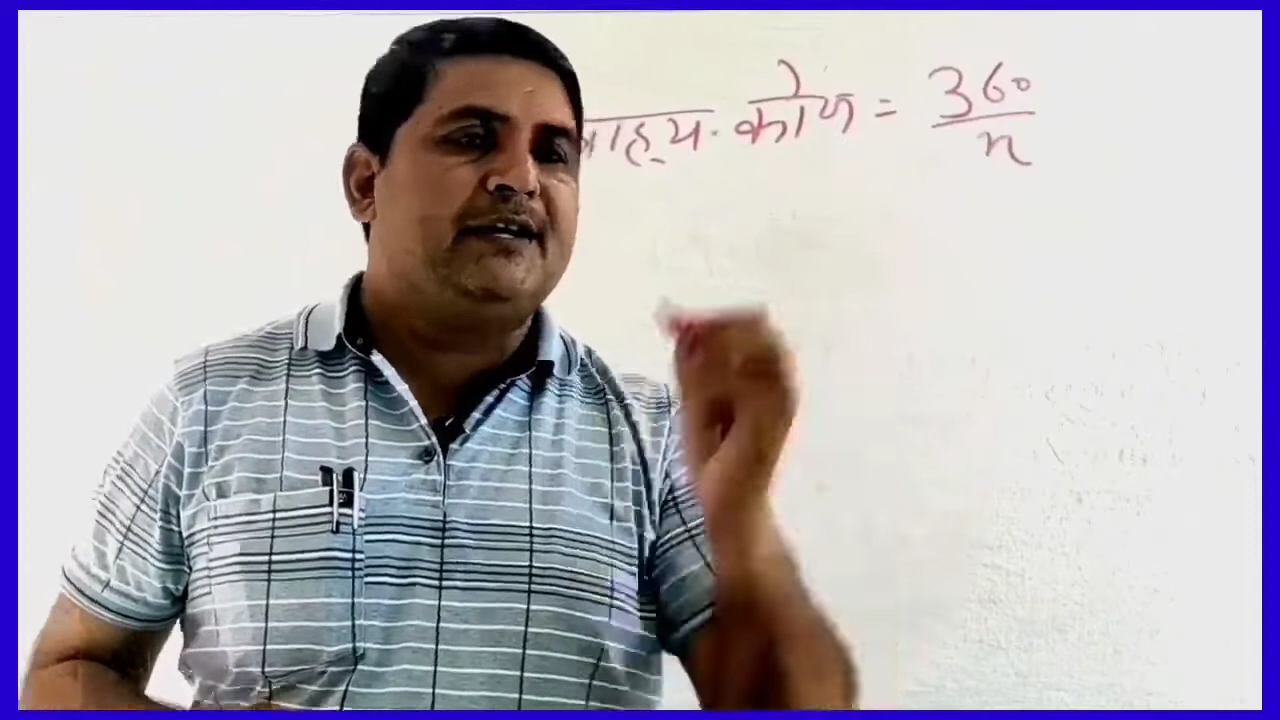 बाह्य कोण = 360/n